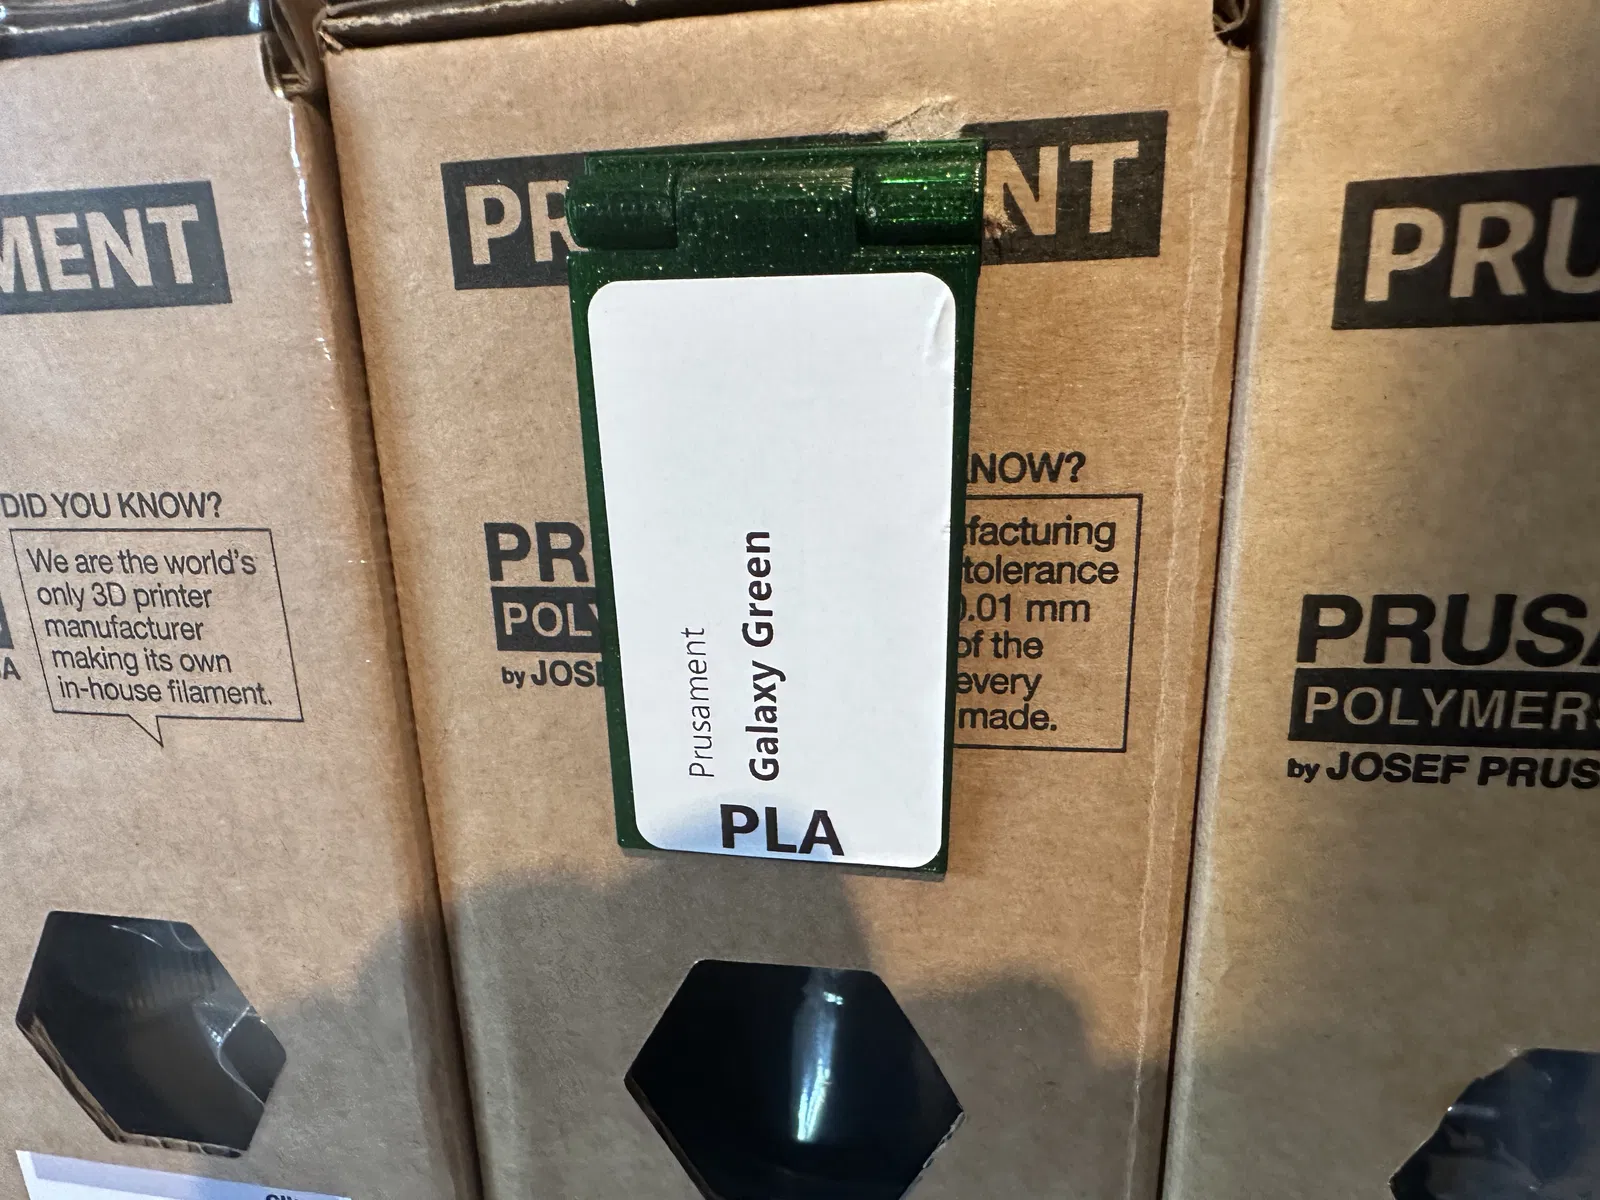 MENT
DID YOU KNOW?
We are the world's
only 3D printer
manufacturer
making its own
in-house filament.
A
PR NT
PR
POLY
by JOSE
NOW?
facturing
tolerance
0.01 mm
of the
every
made.
Prusament
Galaxy Green
PLA
PRU
PRUSA
POLYMERS
by JOSEF PRUS